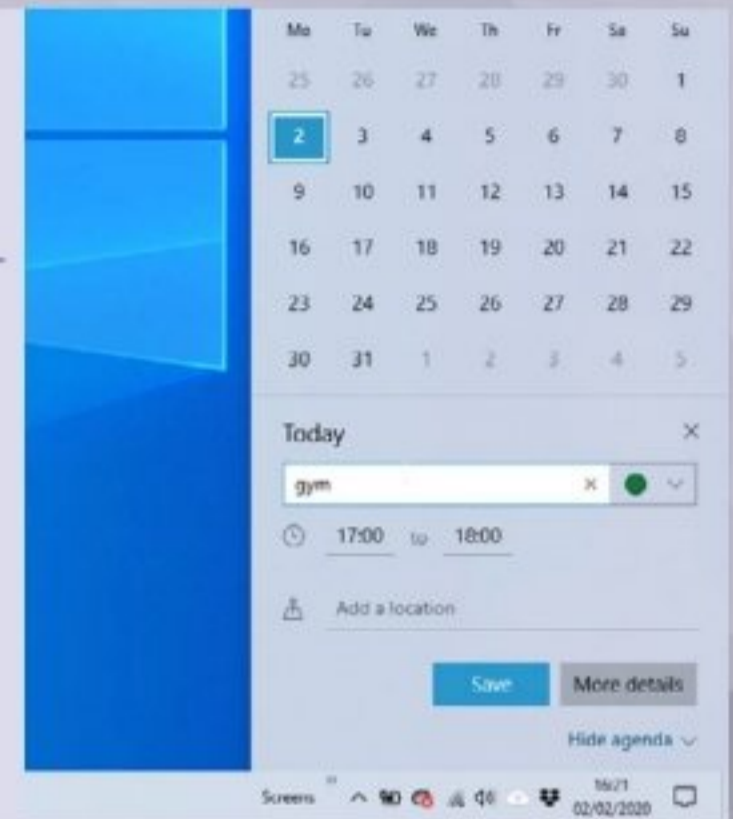 Mo Tu We Th Fr Sa Su
25 26 27 28 29 30 1
2 3 4 5 6 7 8
9 10 11 12 13 14 15
16 17 18 19 20 21 22
23 24 25 26 27 28 29
30 31 1 2 3 4 5
Today
gym
17:00 to 18:00
Add a location
Save More details
Hide agenda
Screens 16:21
02/02/2020